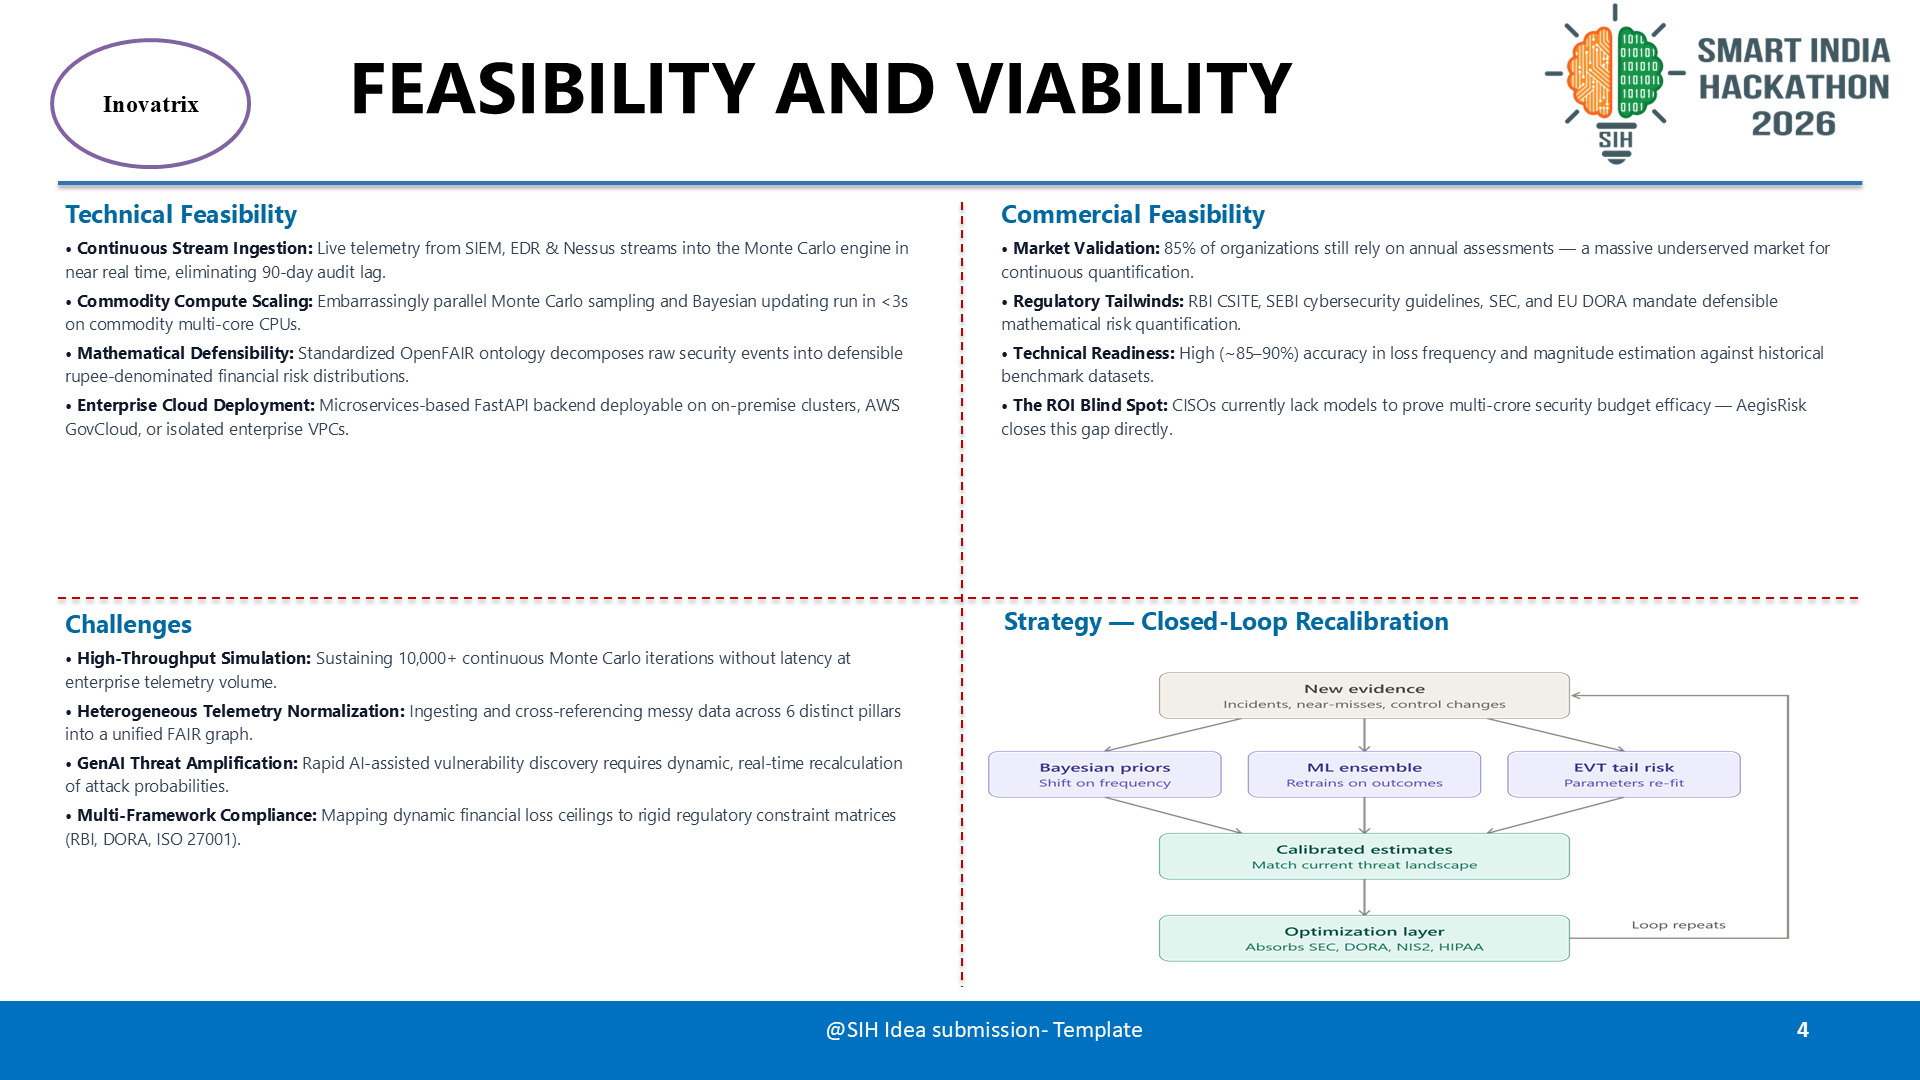 Inovatrix
FEASIBILITY AND VIABILITY
SMART INDIA
HACKATHON
2026
SIH
Technical Feasibility
• Continuous Stream Ingestion: Live telemetry from SIEM, EDR & Nessus streams into the Monte Carlo engine in
near real time, eliminating 90-day audit lag.
• Commodity Compute Scaling: Embarrassingly parallel Monte Carlo sampling and Bayesian updating run in <3s
on commodity multi-core CPUs.
• Mathematical Defensibility: Standardized OpenFAIR ontology decomposes raw security events into defensible
rupee-denominated financial risk distributions.
• Enterprise Cloud Deployment: Microservices-based FastAPI backend deployable on on-premise clusters, AWS
GovCloud, or isolated enterprise VPCs.
Commercial Feasibility
• Market Validation: 85% of organizations still rely on annual assessments — a massive underserved market for
continuous quantification.
• Regulatory Tailwinds: RBI CSITE, SEBI cybersecurity guidelines, SEC, and EU DORA mandate defensible
mathematical risk quantification.
• Technical Readiness: High (~85–90%) accuracy in loss frequency and magnitude estimation against historical
benchmark datasets.
• The ROI Blind Spot: CISOs currently lack models to prove multi-crore security budget efficacy — AegisRisk
closes this gap directly.
Challenges
• High-Throughput Simulation: Sustaining 10,000+ continuous Monte Carlo iterations without latency at
enterprise telemetry volume.
• Heterogeneous Telemetry Normalization: Ingesting and cross-referencing messy data across 6 distinct pillars
into a unified FAIR graph.
• GenAI Threat Amplification: Rapid AI-assisted vulnerability discovery requires dynamic, real-time recalculation
of attack probabilities.
• Multi-Framework Compliance: Mapping dynamic financial loss ceilings to rigid regulatory constraint matrices
(RBI, DORA, ISO 27001).
Strategy — Closed-Loop Recalibration
New evidence
Incidents, near-misses, control changes
Bayesian priors
Shift on frequency
ML ensemble
Retrains on outcomes
EVT tail risk
Parameters re-fit
Calibrated estimates
Match current threat landscape
Optimization layer
Absorbs SEC, DORA, NIS2, HIPAA
Loop repeats
@SIH Idea submission- Template
4